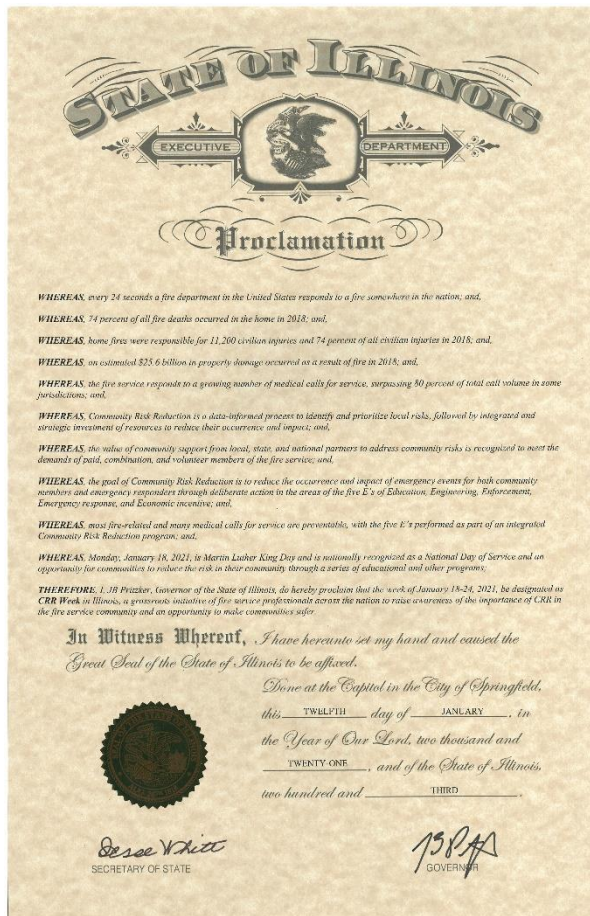 STATE OF ILLINOIS
EXECUTIVE DEPARTMENT
Proclamation
WHEREAS, every 24 seconds a fire department in the United States responds to a fire somewhere in the nation; and,
WHEREAS, 74 percent of all fire deaths occurred in the home in 2018; and,
WHEREAS, home fires were responsible for 11,200 civilian injuries and 74 percent of all civilian injuries in 2018; and,
WHEREAS, an estimated $25.6 billion in property damage occurred as a result of fire in 2018; and,
WHEREAS, the fire service responds to a growing number of medical calls for service, surpassing 80 percent of total call volume in some
jurisdictions; and,
WHEREAS, Community Risk Reduction is a data-informed process to identify and prioritize local risks, followed by integrated and
strategic investment of resources to reduce their occurrence and impact; and,
WHEREAS, the value of community support from local, state, and national partners to address community risks is recognized to meet the
demands of paid, combination, and volunteer members of the fire service; and,
WHEREAS, the goal of Community Risk Reduction is to reduce the occurrence and impact of emergency events for both community
members and emergency responders through deliberate action in the areas of the five E's of Education, Engineering, Enforcement,
Emergency response, and Economic incentive; and,
WHEREAS, most fire-related and many medical calls for service are preventable, with the five E's performed as part of an integrated
Community Risk Reduction program; and,
WHEREAS, Monday, January 18, 2021, is Martin Luther King Day and is nationally recognized as a National Day of Service and an
opportunity for communities to reduce the risk in their community through a series of educational and other programs;
THEREFORE, I, JB Pritzker, Governor of the State of Illinois, do hereby proclaim that the week of January 18-24, 2021, be designated as
CRR Week in Illinois, a grassroots initiative of fire service professionals across the nation to raise awareness of the importance of CRR in
the fire service community and an opportunity to make communities safer.
In Witness Whereof, I have hereunto set my hand and caused the
Great Seal of the State of Illinois to be affixed.
Done at the Capitol in the City of Springfield,
this TWELFTH day of JANUARY, in
the Year of Our Lord, two thousand and
TWENTY-ONE, and of the State of Illinois,
two hundred and THIRD.
Jesse White
SECRETARY OF STATE
GOVERNOR